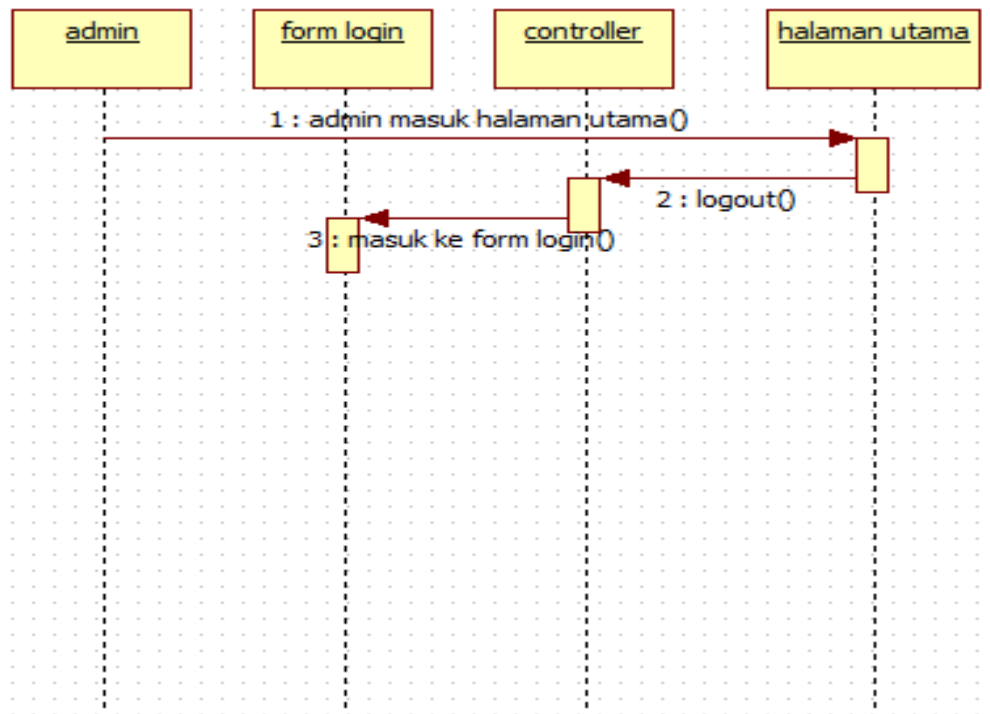 admin
form login
controller
halaman utama
1 : admin masuk halaman utama()
2 : logout()
3 : masuk ke form login()